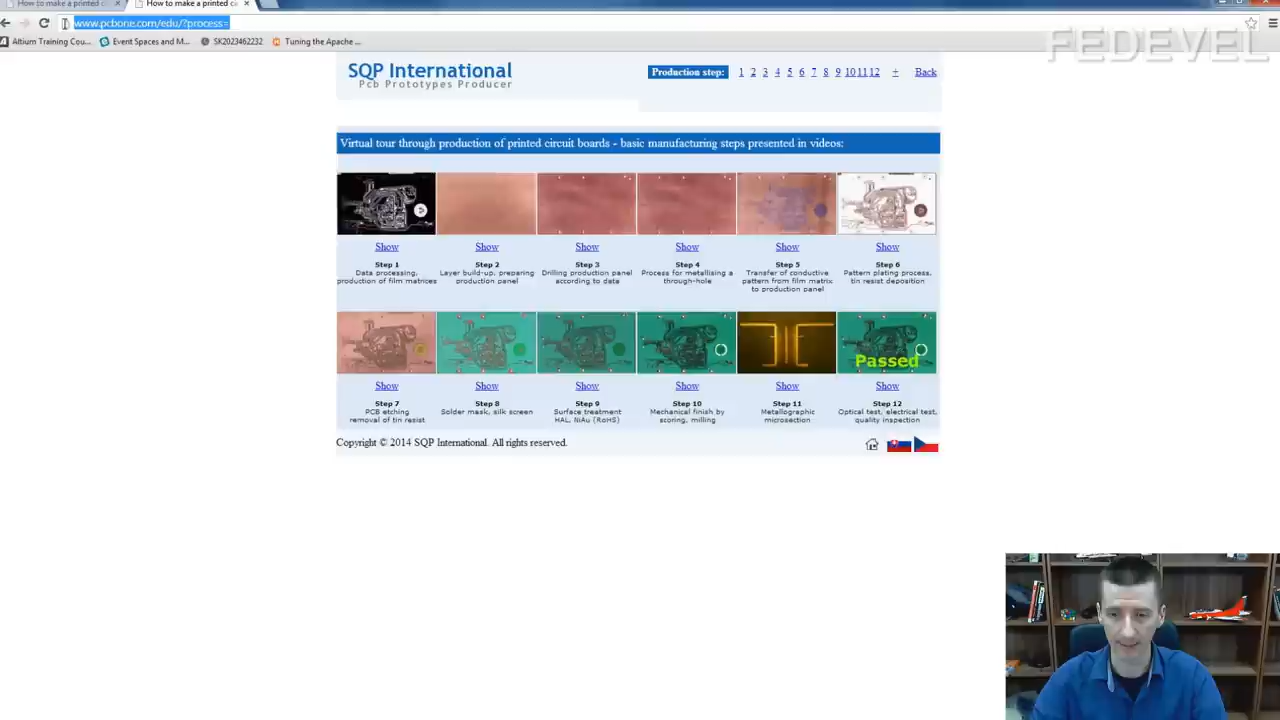 How to make a printed c
How to make a printed ci
www.pcbone.com/edu/?process=
Altium Training Cou...
Event Spaces and M...
SK2023462232
Tuning the Apache ...
FEDEVEL
SQP International
Pcb Prototypes Producer
Production step: 1 2 3 4 5 6 7 8 9 10 11 12 + Back
Virtual tour through production of printed circuit boards - basic manufacturing steps presented in videos:
Show
Show
Show
Show
Show
Show
Step 1
Data processing,
production of film matrices
Step 2
Layer build-up, preparing
production panel
Step 3
Drilling production panel
according to data
Step 4
Process for metallising a
through-hole
Step 5
Transfer of conductive
pattern from film matrix
to production panel
Step 6
Pattern plating process,
tin resist deposition
Passed
Show
Show
Show
Show
Show
Show
Step 7
PCB etching
removal of tin resist
Step 8
Solder mask, silk screen
Step 9
Surface treatment
HAL, NiAu (RoHS)
Step 10
Mechanical finish by
scoring, milling
Step 11
Metallographic
microsection
Step 12
Optical test, electrical test,
quality inspection
Copyright © 2014 SQP International. All rights reserved.